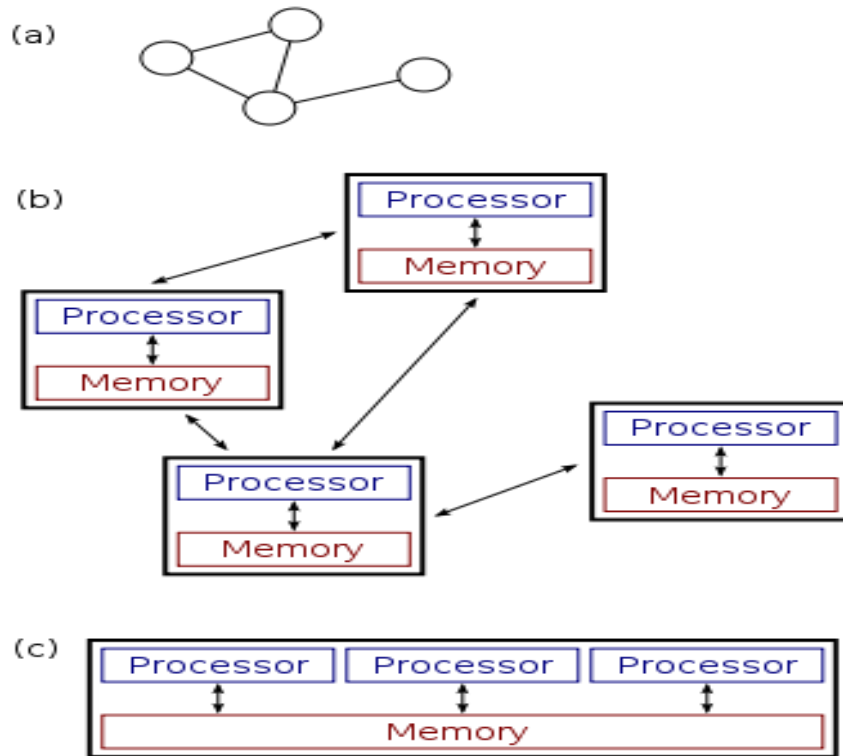 (a)
(b)
Processor
Memory
Processor
Memory
Processor
Memory
Processor
Memory
(c)
Processor Processor Processor
Memory